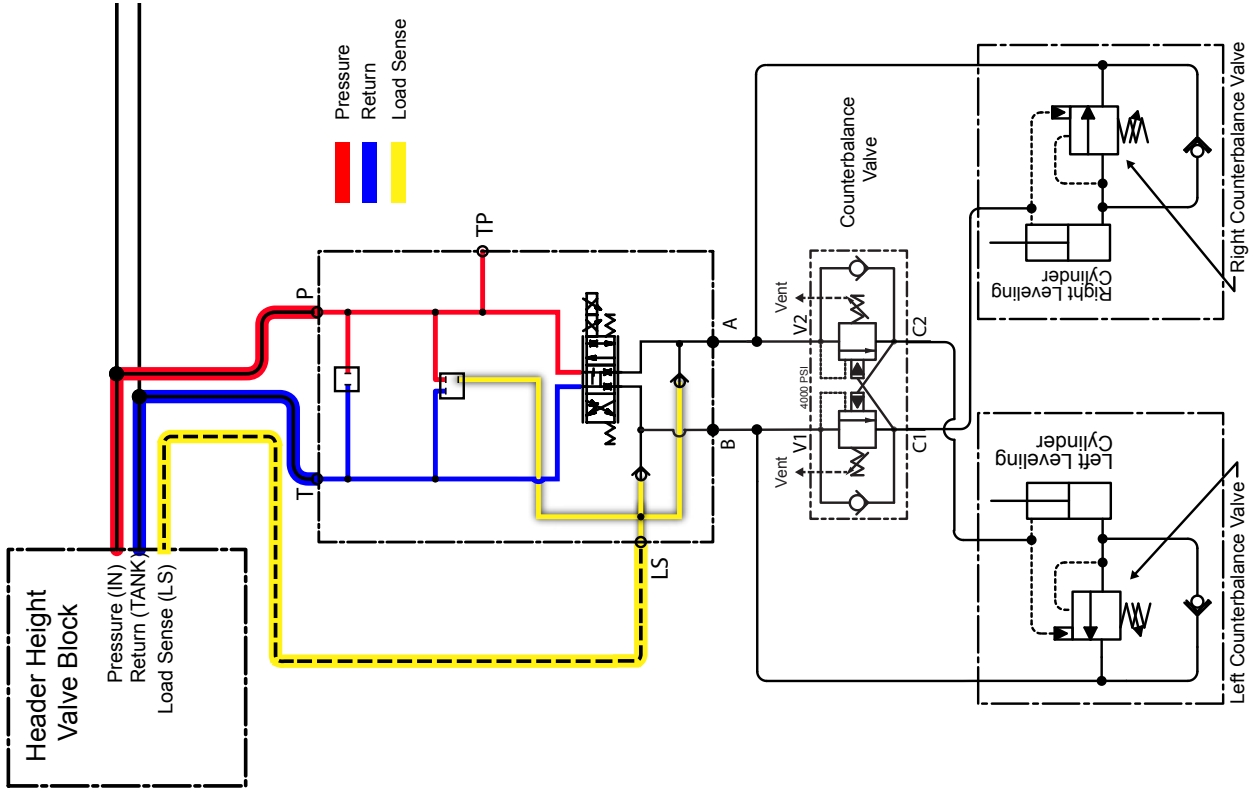 Header Height
Valve Block
Pressure (IN)
Return (TANK)
Load Sense (LS)
Pressure
Return
Load Sense
P
T
TP
LS
A
B
Counterbalance
Valve
Vent
V2
4000 PSI
V1
Vent
C2
C1
Right Leveling
Cylinder
Right Counterbalance Valve
Left Leveling
Cylinder
Left Counterbalance Valve